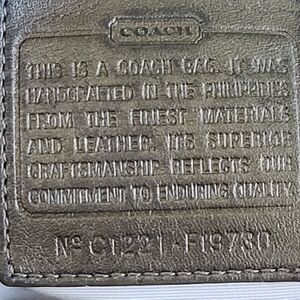 COACH
THIS IS A COACH BAG. IT WAS
HANDCRAFTED IN THE PHILIPPINES
FROM THE FINEST MATERIALS
AND LEATHER. ITS SUPERIOR
CRAFTSMANSHIP REFLECTS OUR
COMMITMENT TO ENDURING QUALITY.
Nº C1221-F19730